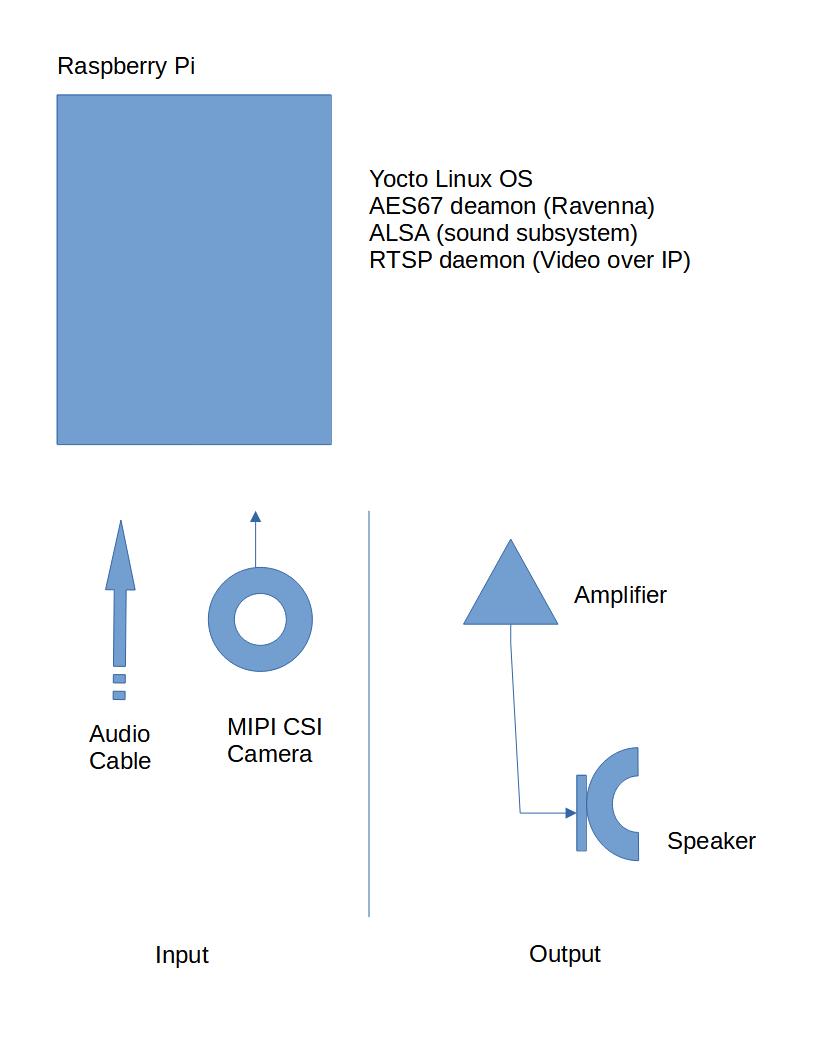 Raspberry Pi
Yocto Linux OS
AES67 deamon (Ravenna)
ALSA (sound subsystem)
RTSP daemon (Video over IP)
Amplifier
Audio
Cable
MIPI CSI
Camera
Speaker
Input
Output